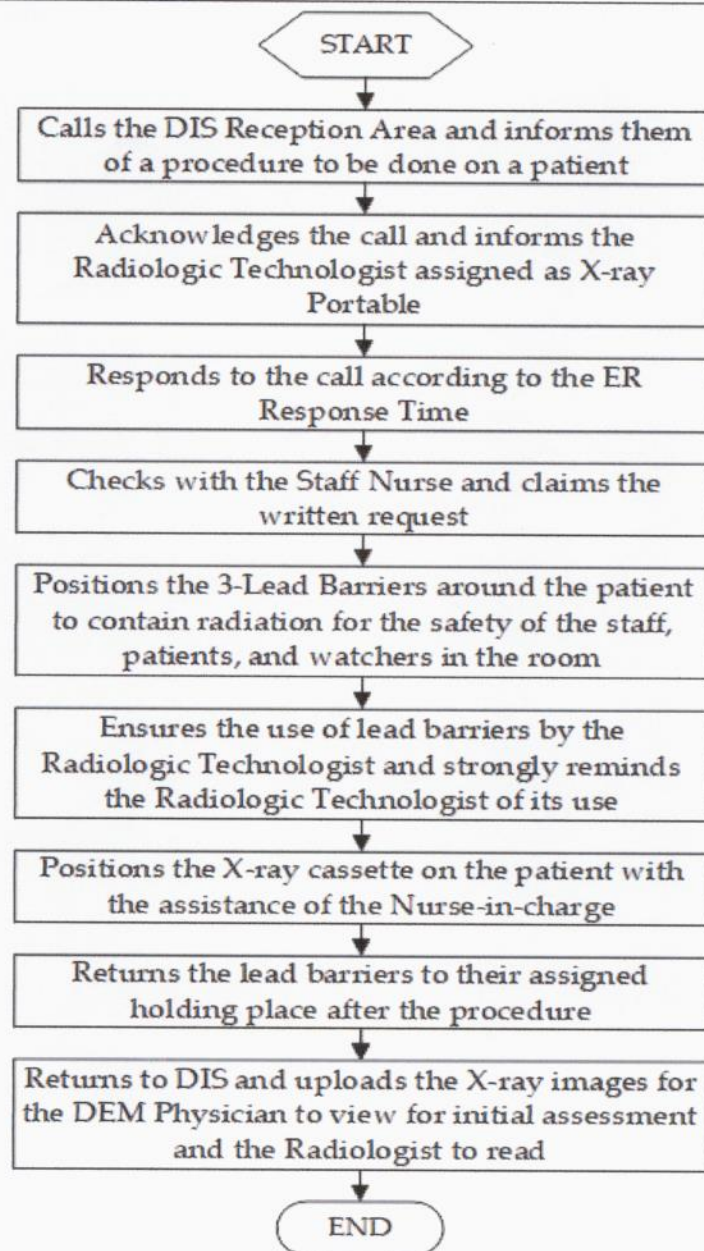 START
Calls the DIS Reception Area and informs them
of a procedure to be done on a patient
Acknowledges the call and informs the
Radiologic Technologist assigned as X-ray
Portable
Responds to the call according to the ER
Response Time
Checks with the Staff Nurse and claims the
written request
Positions the 3-Lead Barriers around the patient
to contain radiation for the safety of the staff,
patients, and watchers in the room
Ensures the use of lead barriers by the
Radiologic Technologist and strongly reminds
the Radiologic Technologist of its use
Positions the X-ray cassette on the patient with
the assistance of the Nurse-in-charge
Returns the lead barriers to their assigned
holding place after the procedure
Returns to DIS and uploads the X-ray images for
the DEM Physician to view for initial assessment
and the Radiologist to read
END